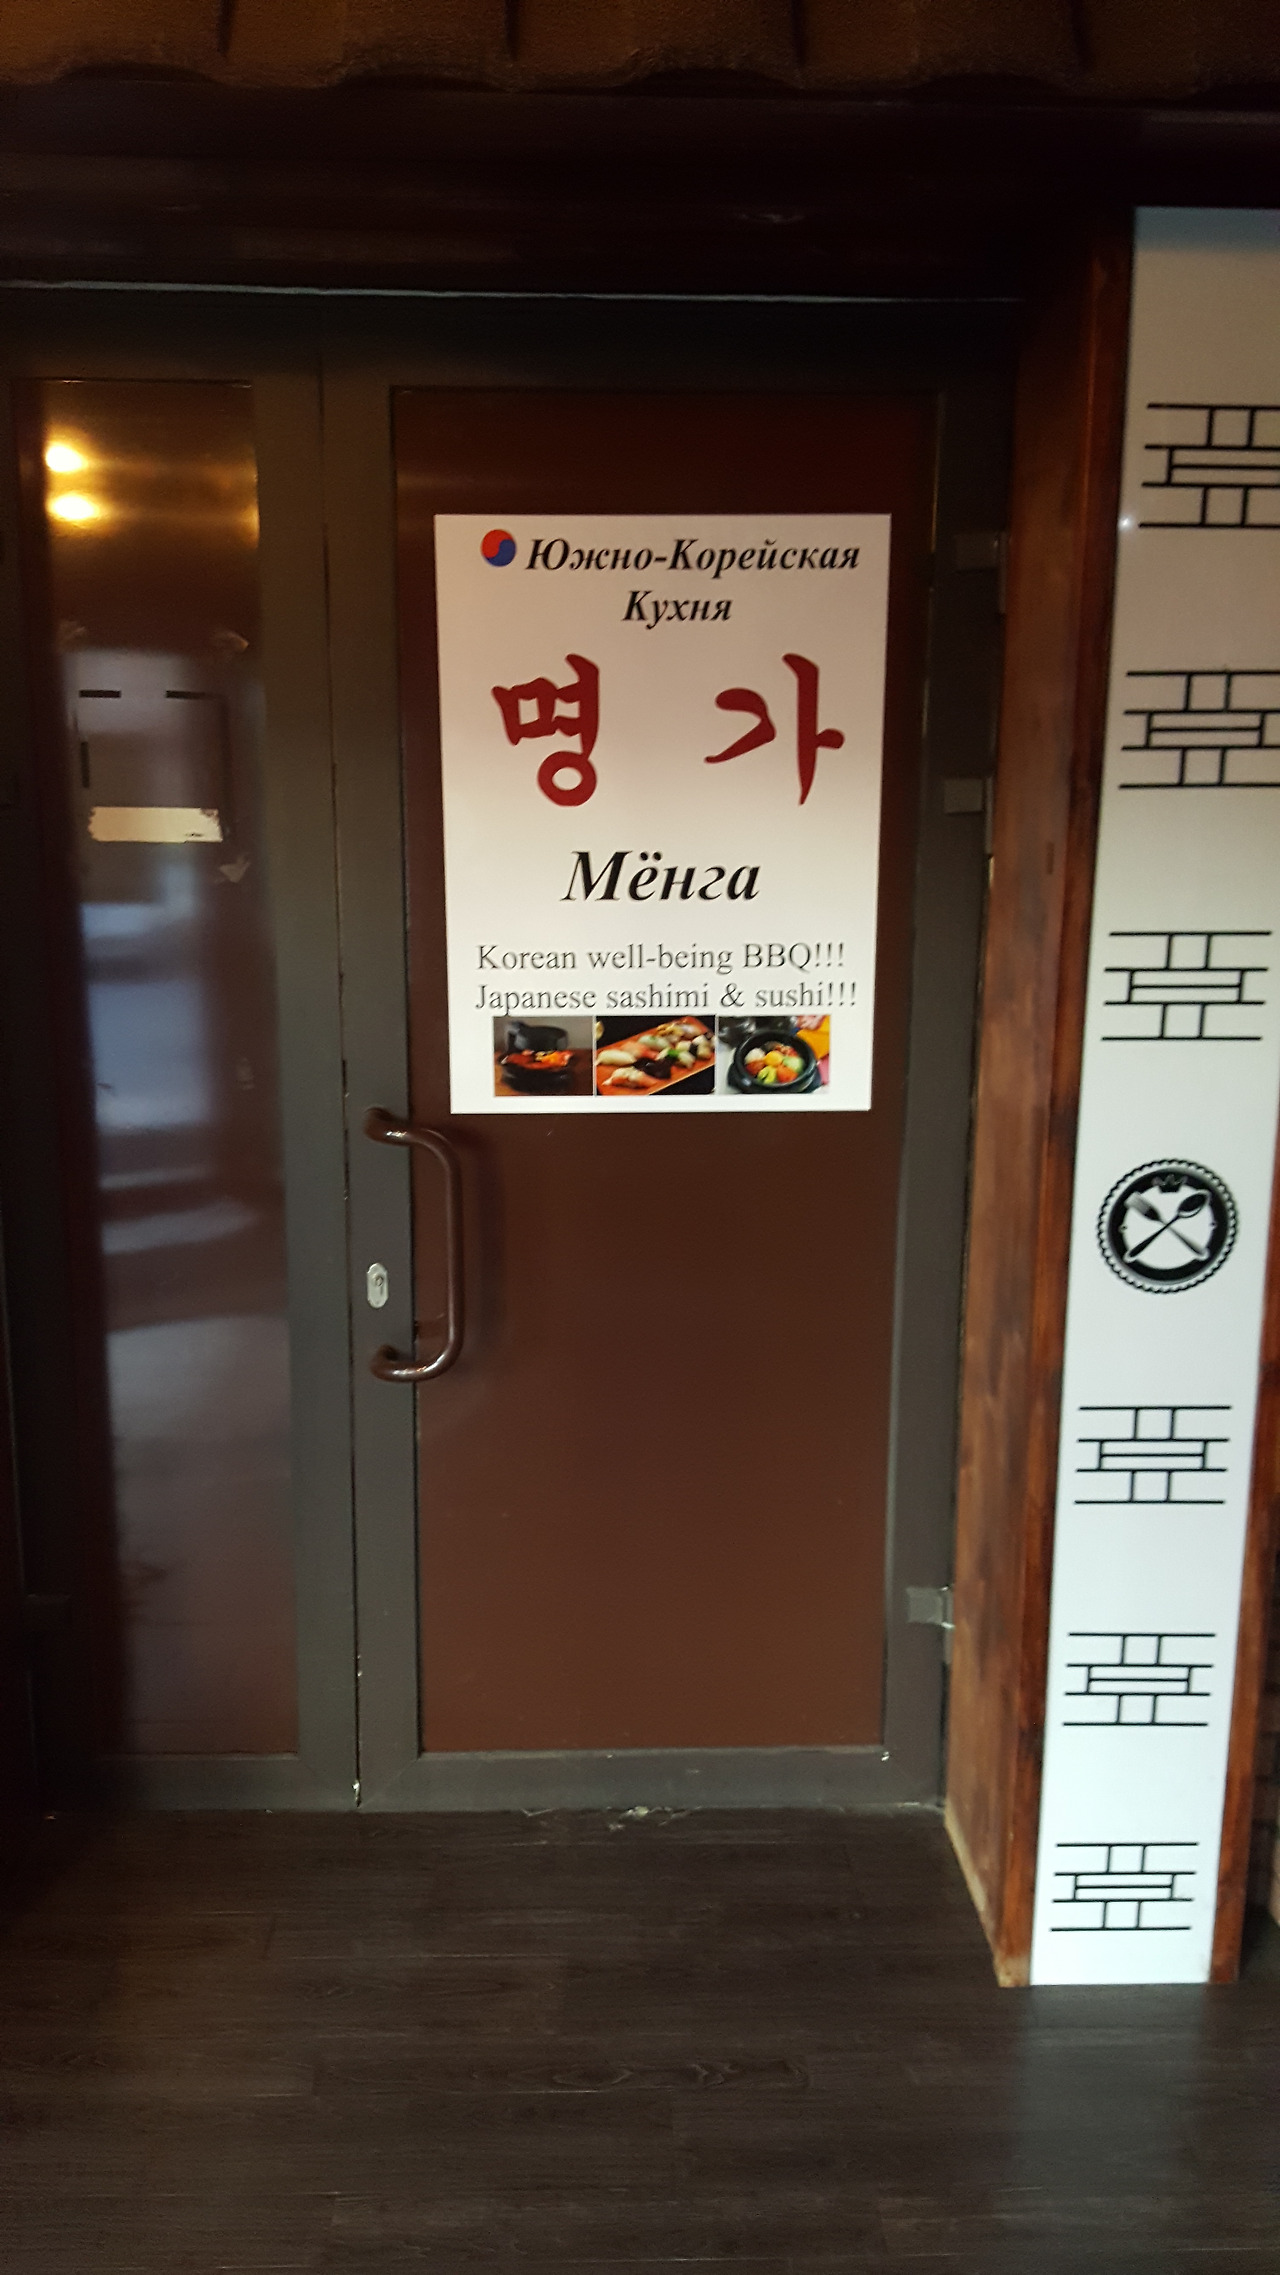 Южно-Корейская
Кухня
명 가
Мёнга
Korean well-being BBQ!!!
Japanese sashimi & sushi!!!